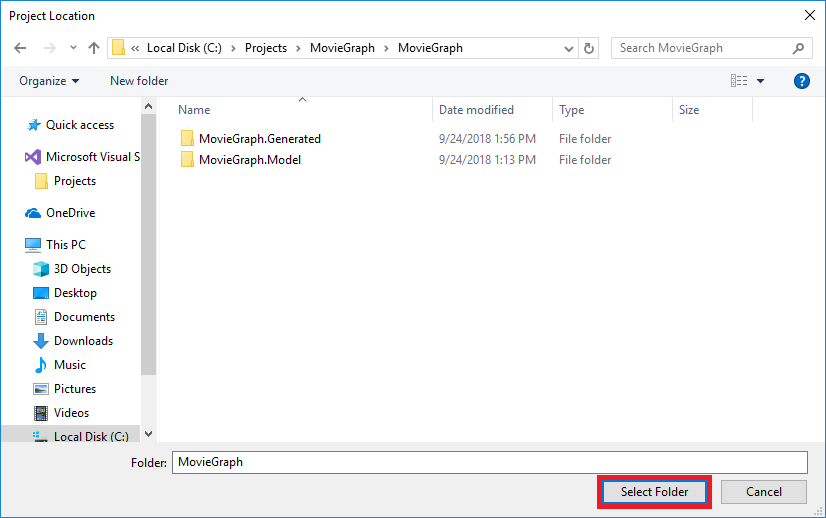 Project Location
« Local Disk (C:) › Projects › MovieGraph › MovieGraph
Search MovieGraph
Organize
New folder
?
Name
Date modified
Type
Size
MovieGraph.Generated 9/24/2018 1:56 PM File folder
MovieGraph.Model 9/24/2018 1:13 PM File folder
Quick access
Microsoft Visual S
Projects
OneDrive
This PC
3D Objects
Desktop
Documents
Downloads
Music
Pictures
Videos
Local Disk (C:)
Folder: MovieGraph
Select Folder
Cancel